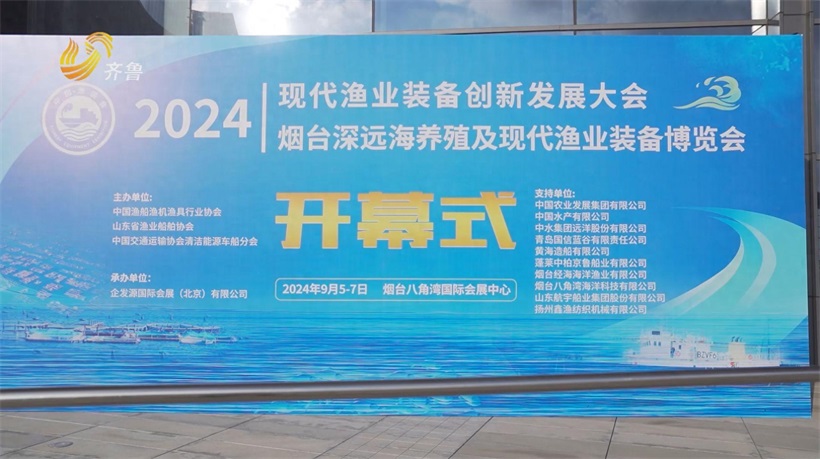 齐鲁
2024
现代渔业装备创新发展大会
烟台深远海养殖及现代渔业装备博览会
开幕式
主办单位:
中国渔船渔机渔具行业协会
山东省渔业船舶协会
中国交通运输协会清洁能源车船分会
承办单位:
企发源国际会展（北京）有限公司
2024年9月5-7日 烟台八角湾国际会展中心
支持单位:
中国农业发展集团有限公司
中国水产有限公司
中水集团远洋股份有限公司
青岛国信蓝谷有限责任公司
黄海造船有限公司
蓬莱中柏京鲁船业有限公司
烟台经海海洋渔业有限公司
烟台八角湾海洋科技有限公司
山东航宇船业集团股份有限公司
扬州鑫渔纺织机械有限公司